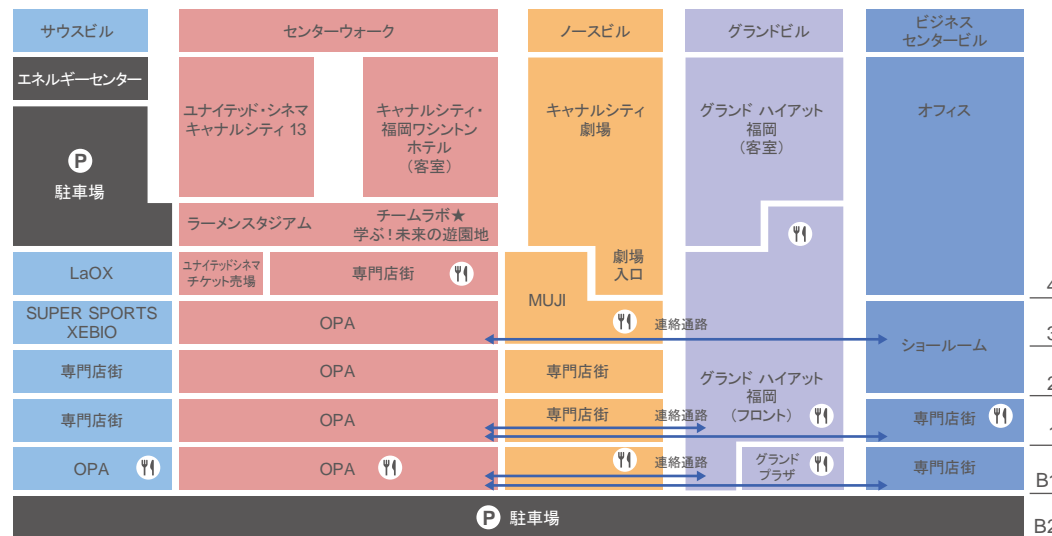 サウスビル
センターウォーク
ノースビル
グランドビル
ビジネス
センタービル
エネルギーセンター
P
駐車場
ユナイテッド・シネマ
キャナルシティ 13
キャナルシティ・
福岡ワシントン
ホテル
(客室)
キャナルシティ
劇場
グランド ハイアット
福岡
(客室)
オフィス
ラーメンスタジアム
チームラボ★
学ぶ!未来の遊園地
LaOX
ユナイテッドシネマ
チケット売場
専門店街
劇場
入口
4
SUPER SPORTS
XEBIO
OPA
MUJI
連絡通路
ショールーム
3
専門店街
OPA
専門店街
グランド ハイアット
福岡
(フロント)
2
専門店街
OPA
専門店街
連絡通路
専門店街
1
OPA
OPA
連絡通路
グランド
プラザ
専門店街
B1
P 駐車場
B2